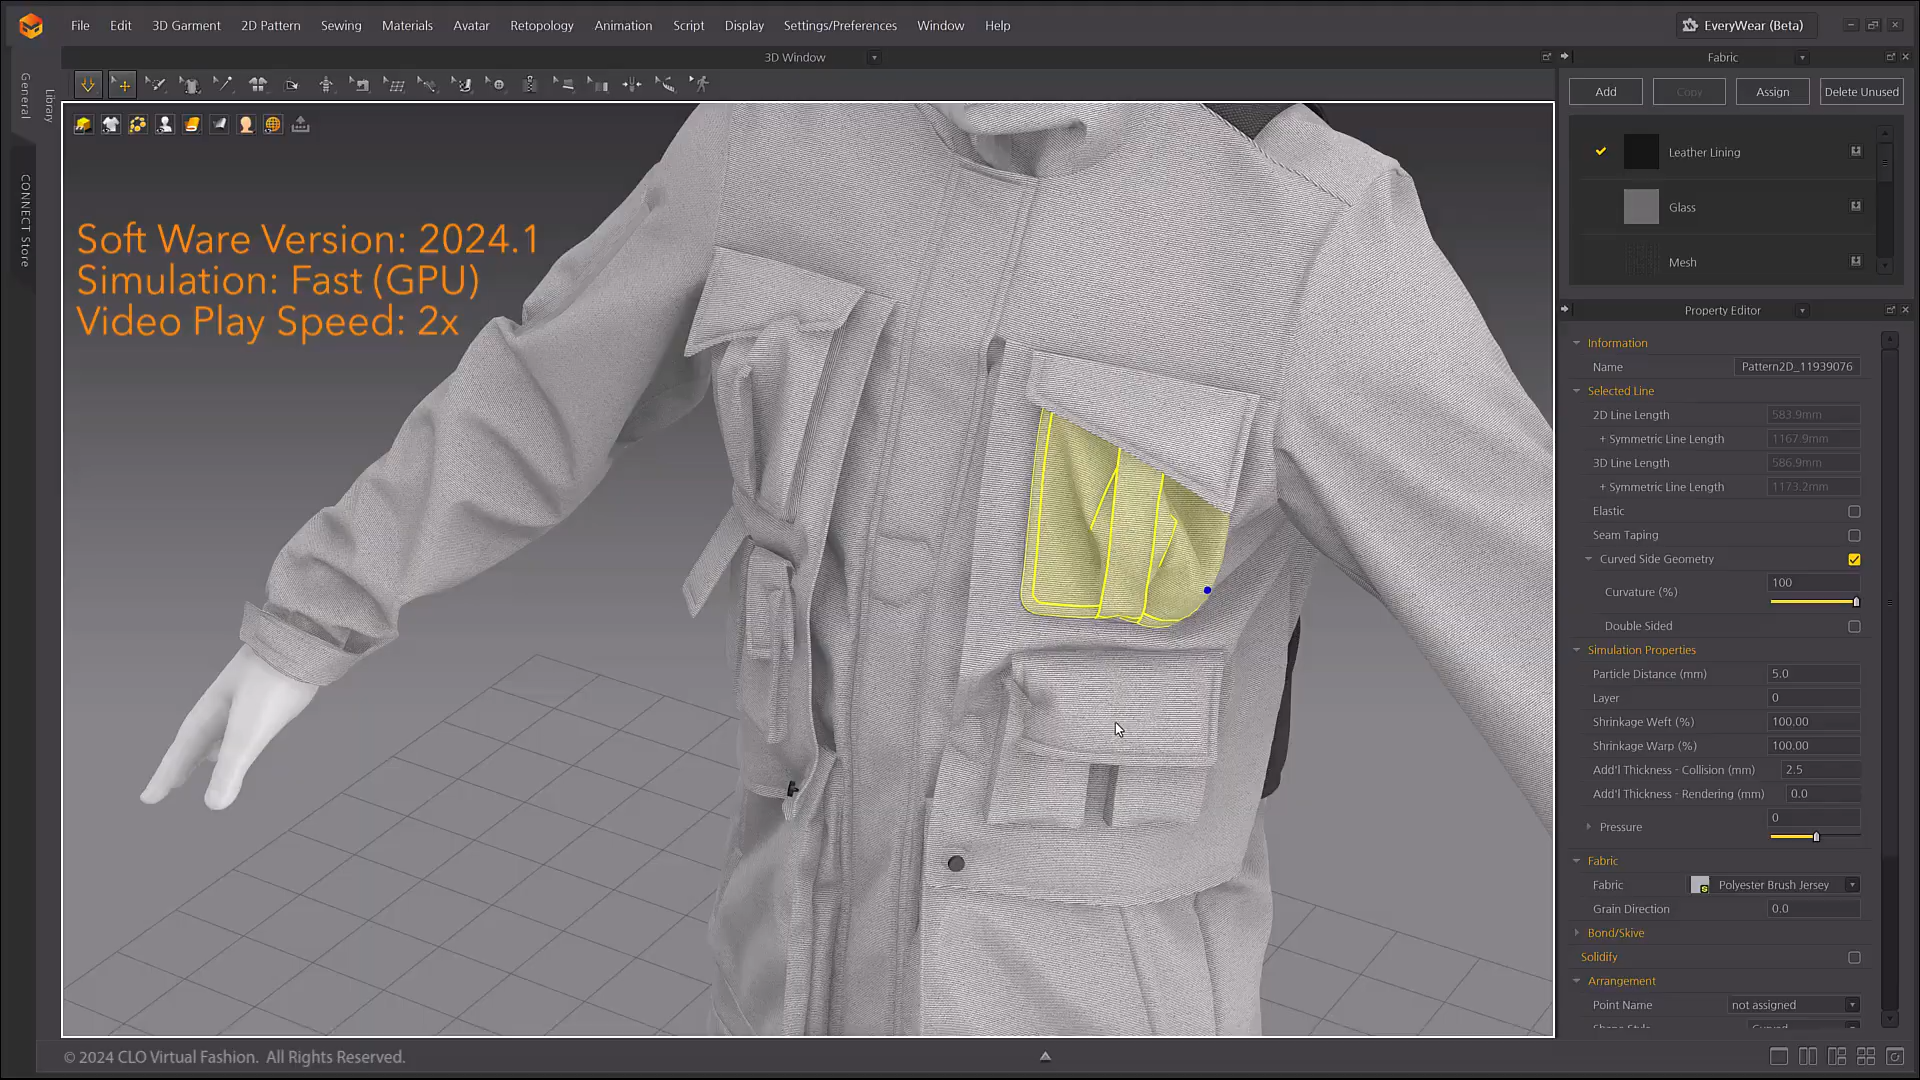 File Edit 3D Garment 2D Pattern Sewing Materials Avatar Retopology Animation Script Display Settings/Preferences Window Help
EveryWear (Beta)
3D Window
Fabric
General
Library
CONNECT Store
Add Copy Assign Delete Unused
Leather Lining
Glass
Mesh
Soft Ware Version: 2024.1
Simulation: Fast (GPU)
Video Play Speed: 2x
Property Editor
Information
Name Pattern2D_11939076
Selected Line
2D Line Length 583.9mm
+ Symmetric Line Length 1167.9mm
3D Line Length 586.9mm
+ Symmetric Line Length 1173.2mm
Elastic
Seam Taping
Curved Side Geometry
Curvature (%) 100
Double Sided
Simulation Properties
Particle Distance (mm) 5.0
Layer 0
Shrinkage Weft (%) 100.00
Shrinkage Warp (%) 100.00
Add'l Thickness - Collision (mm) 2.5
Add'l Thickness - Rendering (mm) 0.0
Pressure 0
Fabric
Fabric Polyester Brush Jersey
Grain Direction 0.0
Bond/Skive
Solidify
Arrangement
Point Name not assigned
© 2024 CLO Virtual Fashion. All Rights Reserved.